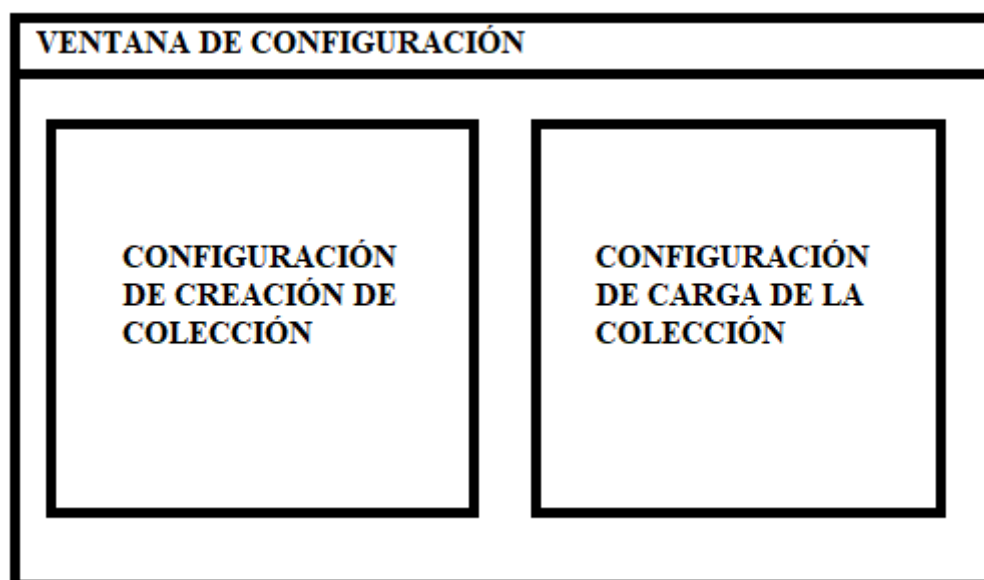 VENTANA DE CONFIGURACIÓN
CONFIGURACIÓN
DE CREACIÓN DE
COLECCIÓN
CONFIGURACIÓN
DE CARGA DE LA
COLECCIÓN